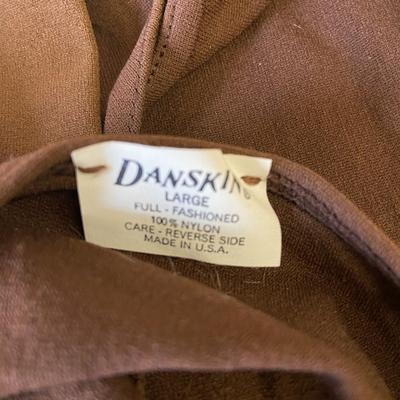 DANSKIN
LARGE
FULL - FASHIONED
100% NYLON
CARE - REVERSE SIDE
MADE IN U.S.A.